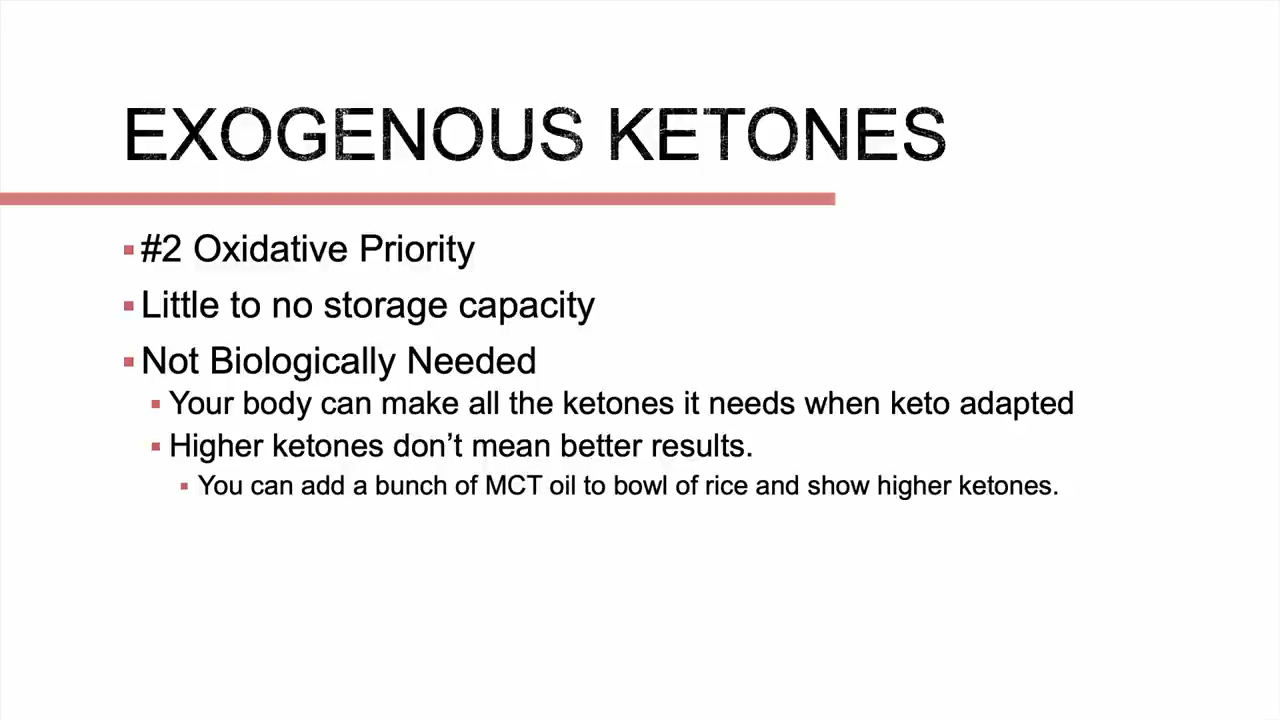 EXOGENOUS KETONES
#2 Oxidative Priority
Little to no storage capacity
Not Biologically Needed
Your body can make all the ketones it needs when keto adapted
Higher ketones don’t mean better results.
You can add a bunch of MCT oil to bowl of rice and show higher ketones.